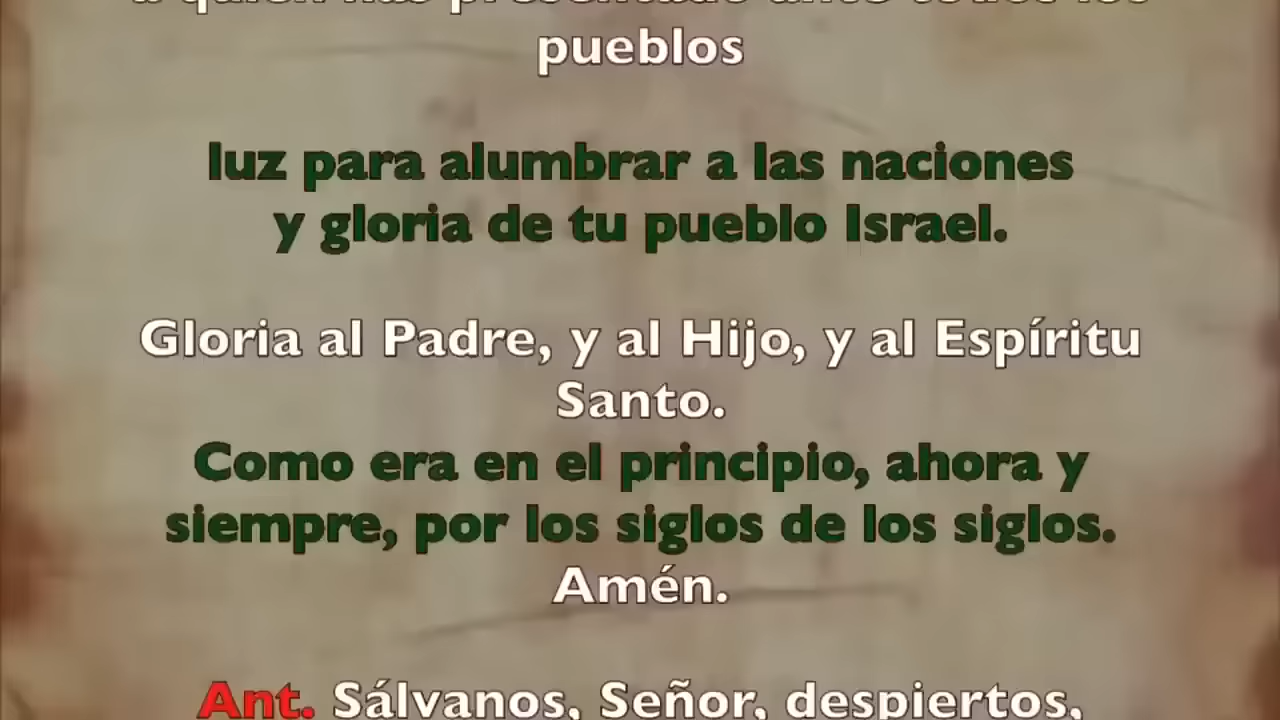 pueblos
luz para alumbrar a las naciones
y gloria de tu pueblo Israel.
Gloria al Padre, y al Hijo, y al Espíritu
Santo.
Como era en el principio, ahora y
siempre, por los siglos de los siglos.
Amén.
Ant. Sálvanos, Señor, despiertos,